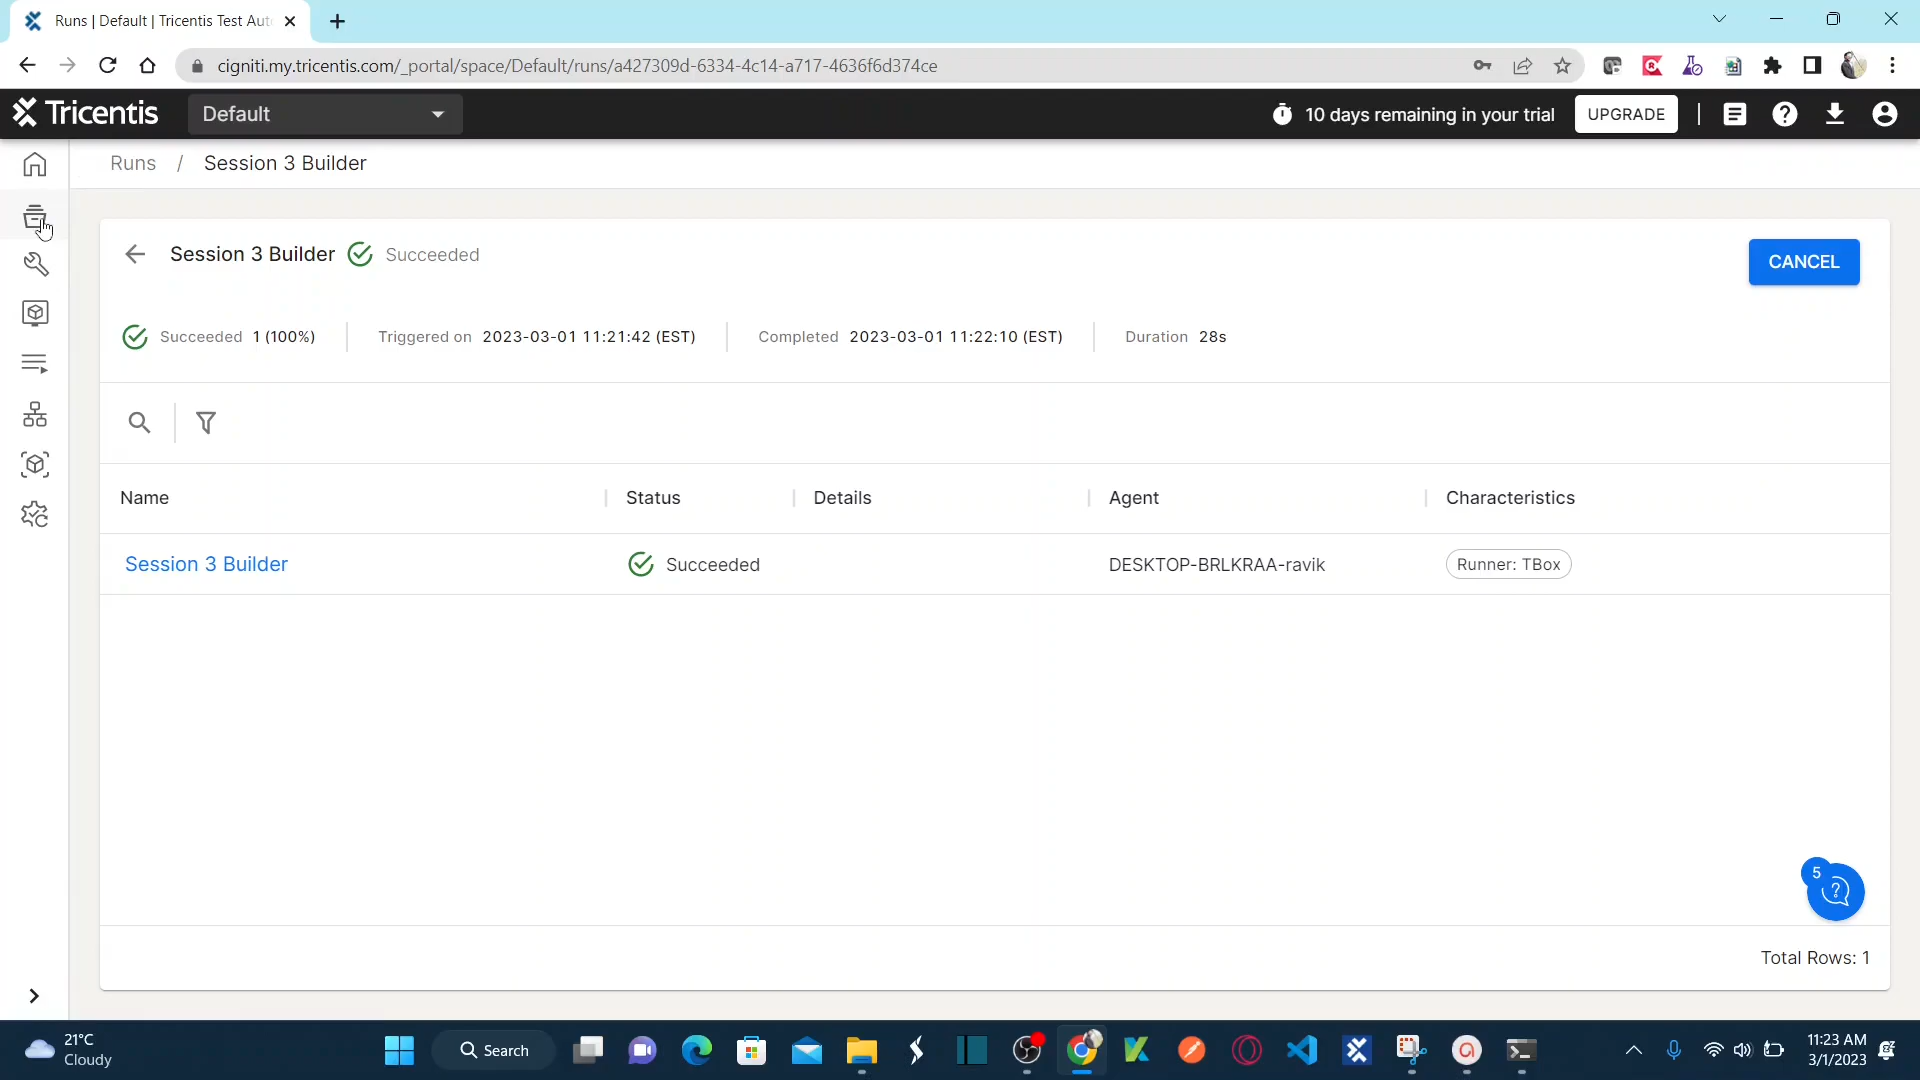 Runs | Default | Tricentis Test Auto
cigniti.my.tricentis.com/_portal/space/Default/runs/a427309d-6334-4c14-a717-4636f6d374ce
Tricentis
Default
10 days remaining in your trial
UPGRADE
Runs / Session 3 Builder
Session 3 Builder
Succeeded
CANCEL
Succeeded 1 (100%)
Triggered on 2023-03-01 11:21:42 (EST)
Completed 2023-03-01 11:22:10 (EST)
Duration 28s
Name
Status
Details
Agent
Characteristics
Session 3 Builder
Succeeded
DESKTOP-BRLKRAA-ravik
Runner: TBox
5
Total Rows: 1
21°C
Cloudy
Search
11:23 AM
3/1/2023